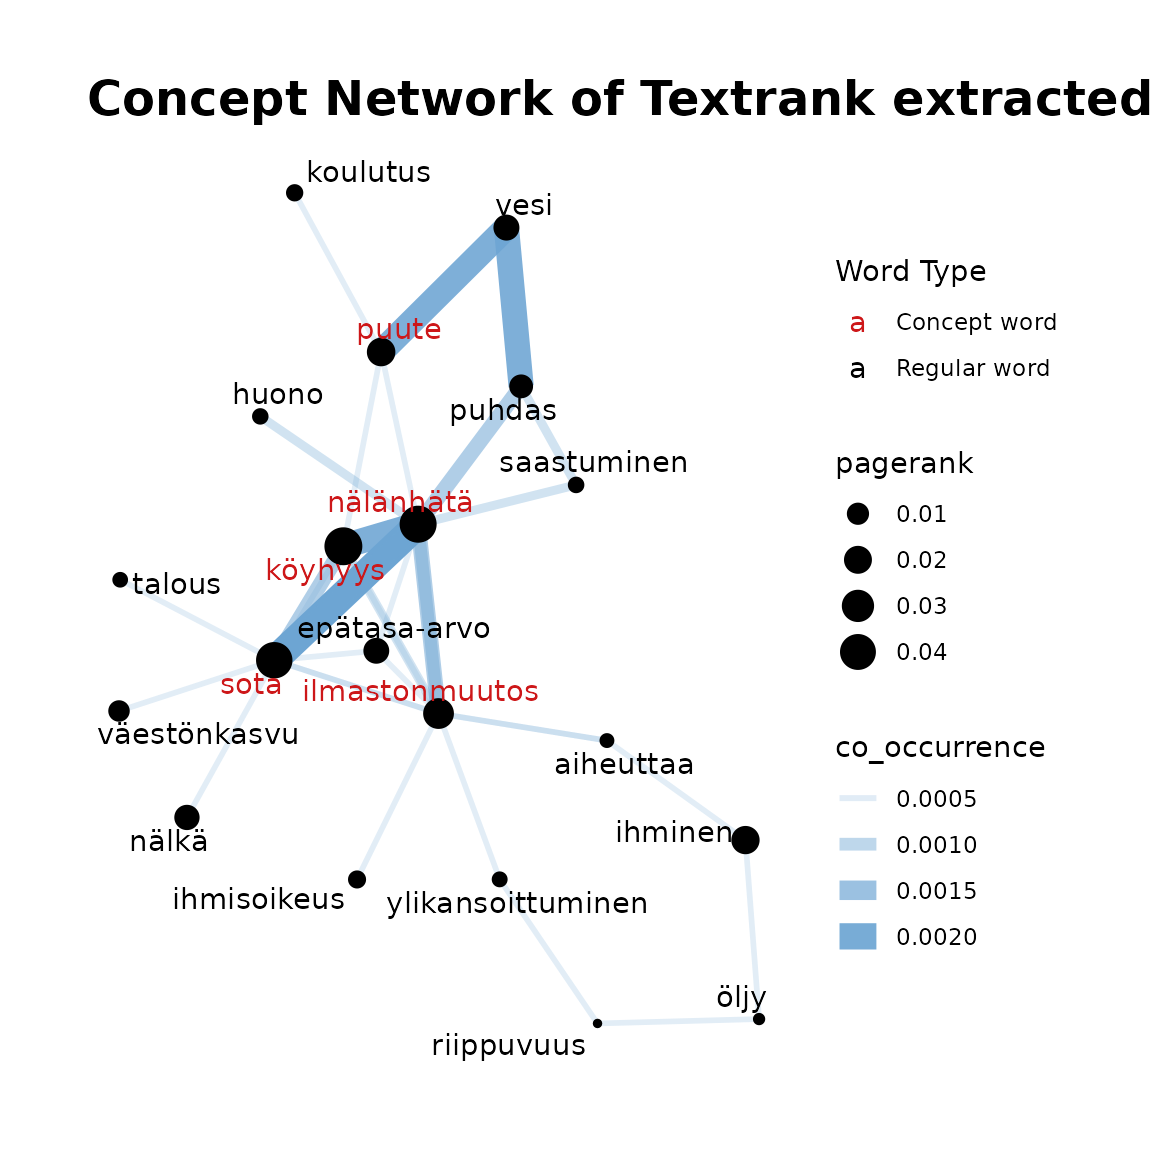 Concept Network of Textrank extracted
koulutus
vesi
puute
huono
puhdas
saastuminen
nälänhätä
köyhyys
talous
epätasa-arvo
sota
ilmastonmuutos
väestönkasvu
aiheuttaa
nälkä
ihminen
ihmisoikeus
ylikansoittuminen
öljy
riippuvuus
Word Type
a Concept word
a Regular word
pagerank
0.01
0.02
0.03
0.04
co_occurrence
0.0005
0.0010
0.0015
0.0020